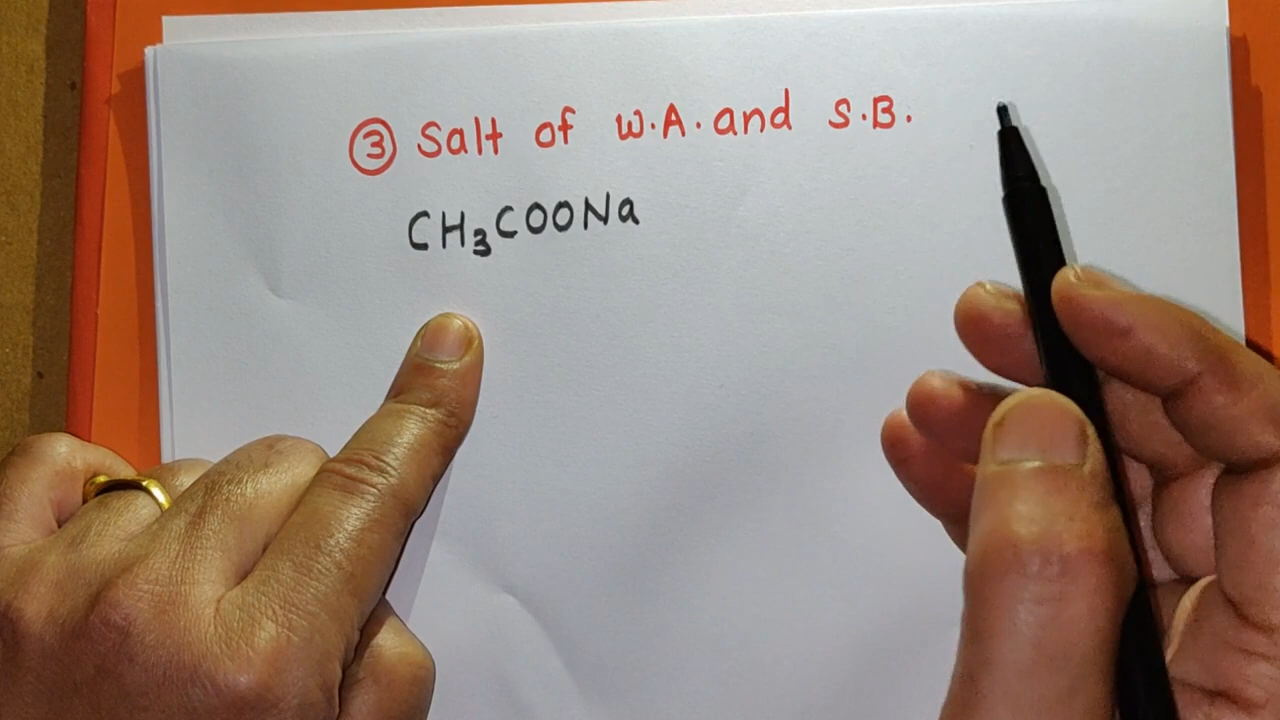 ③ Salt of W.A. and S.B.
CH₃COONa